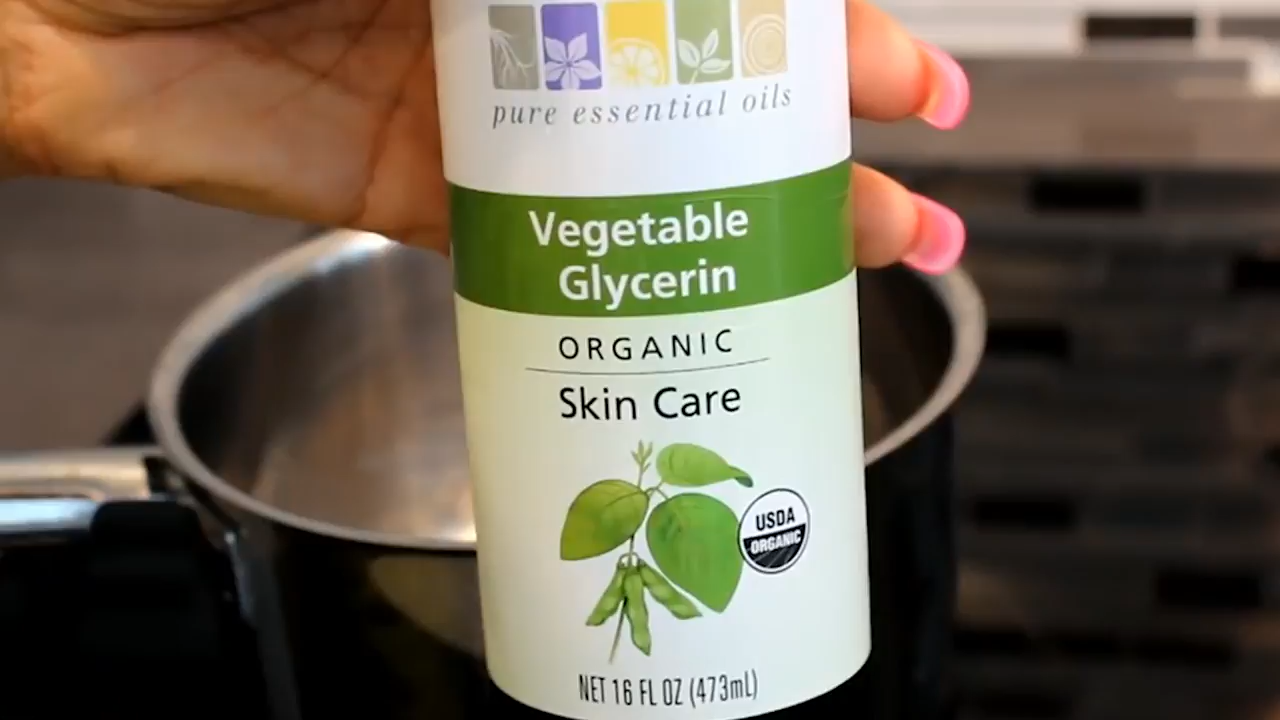 pure essential oils
Vegetable
Glycerin
ORGANIC
Skin Care
USDA
ORGANIC
NET 16 FL OZ (473mL)